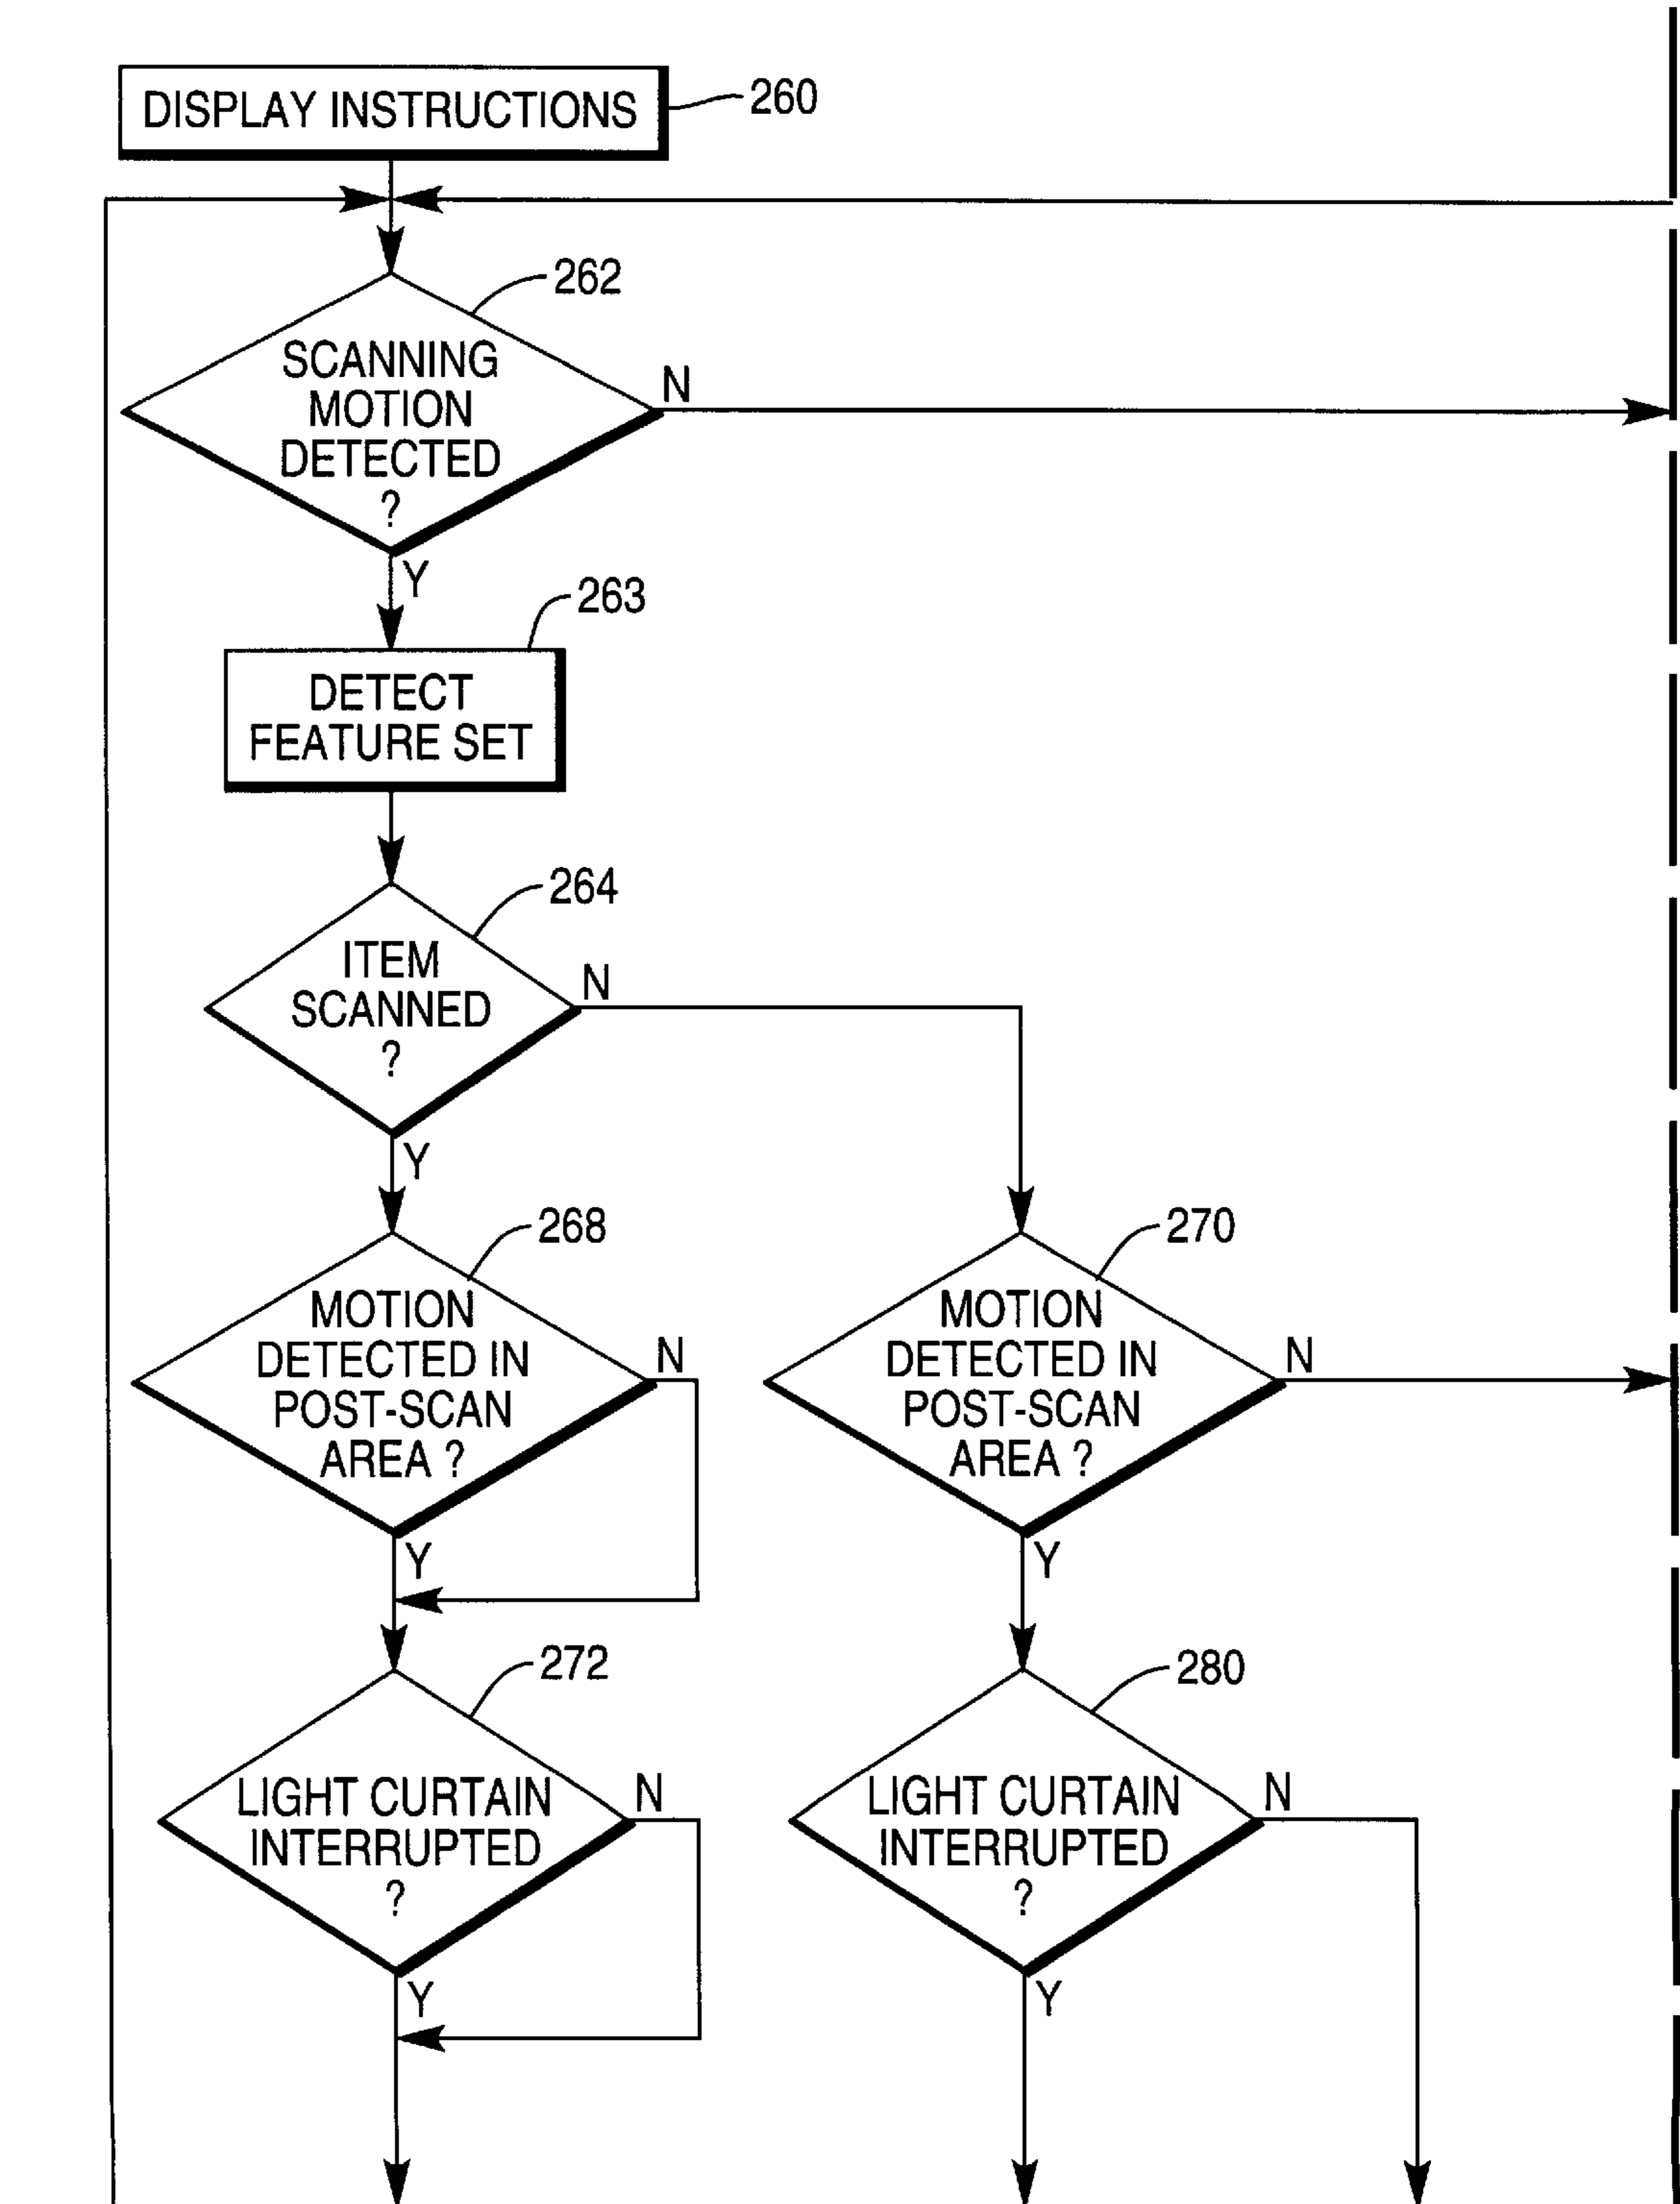 DISPLAY INSTRUCTIONS
260
262
SCANNING
MOTION
DETECTED
?
N
Y
263
DETECT
FEATURE SET
264
ITEM
SCANNED
?
N
Y
268
MOTION
DETECTED IN
POST-SCAN
AREA ?
N
Y
270
MOTION
DETECTED IN
POST-SCAN
AREA ?
N
Y
272
LIGHT CURTAIN
INTERRUPTED
?
N
Y
280
LIGHT CURTAIN
INTERRUPTED
?
N
Y